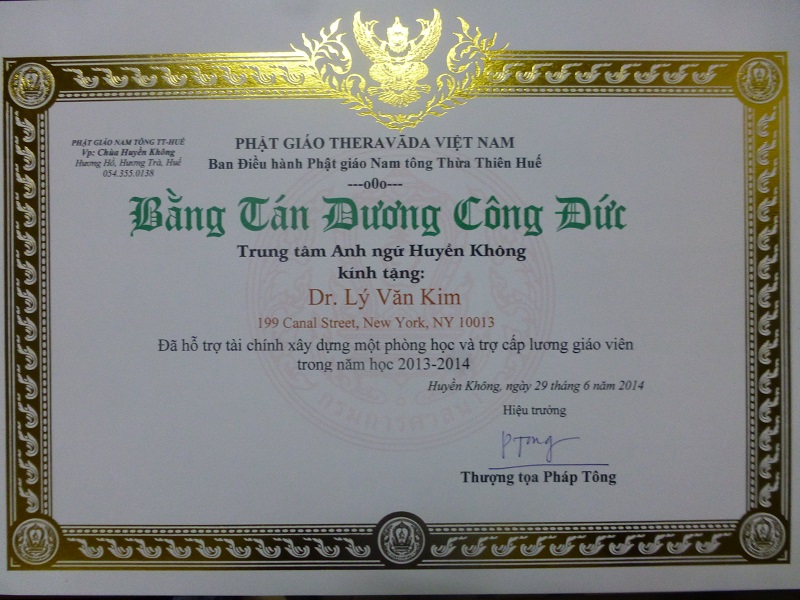 PHẬT GIÁO NAM TÔNG TT-HUẾ
Vp: Chùa Huyền Không
Hương Hồ, Hương Trà, Huế
054.355.0138
PHẬT GIÁO THERAVĀDA VIỆT NAM
Ban Điều hành Phật giáo Nam tông Thừa Thiên Huế
---o0o---
Bằng Tán Dương Công Đức
Trung tâm Anh ngữ Huyền Không
kính tặng:
Dr. Lý Văn Kim
199 Canal Street, New York, NY 10013
Đã hỗ trợ tài chính xây dựng một phòng học và trợ cấp lương giáo viên
trong năm học 2013-2014
Huyền Không, ngày 29 tháng 6 năm 2014
Hiệu trưởng
PTong
Thượng tọa Pháp Tông